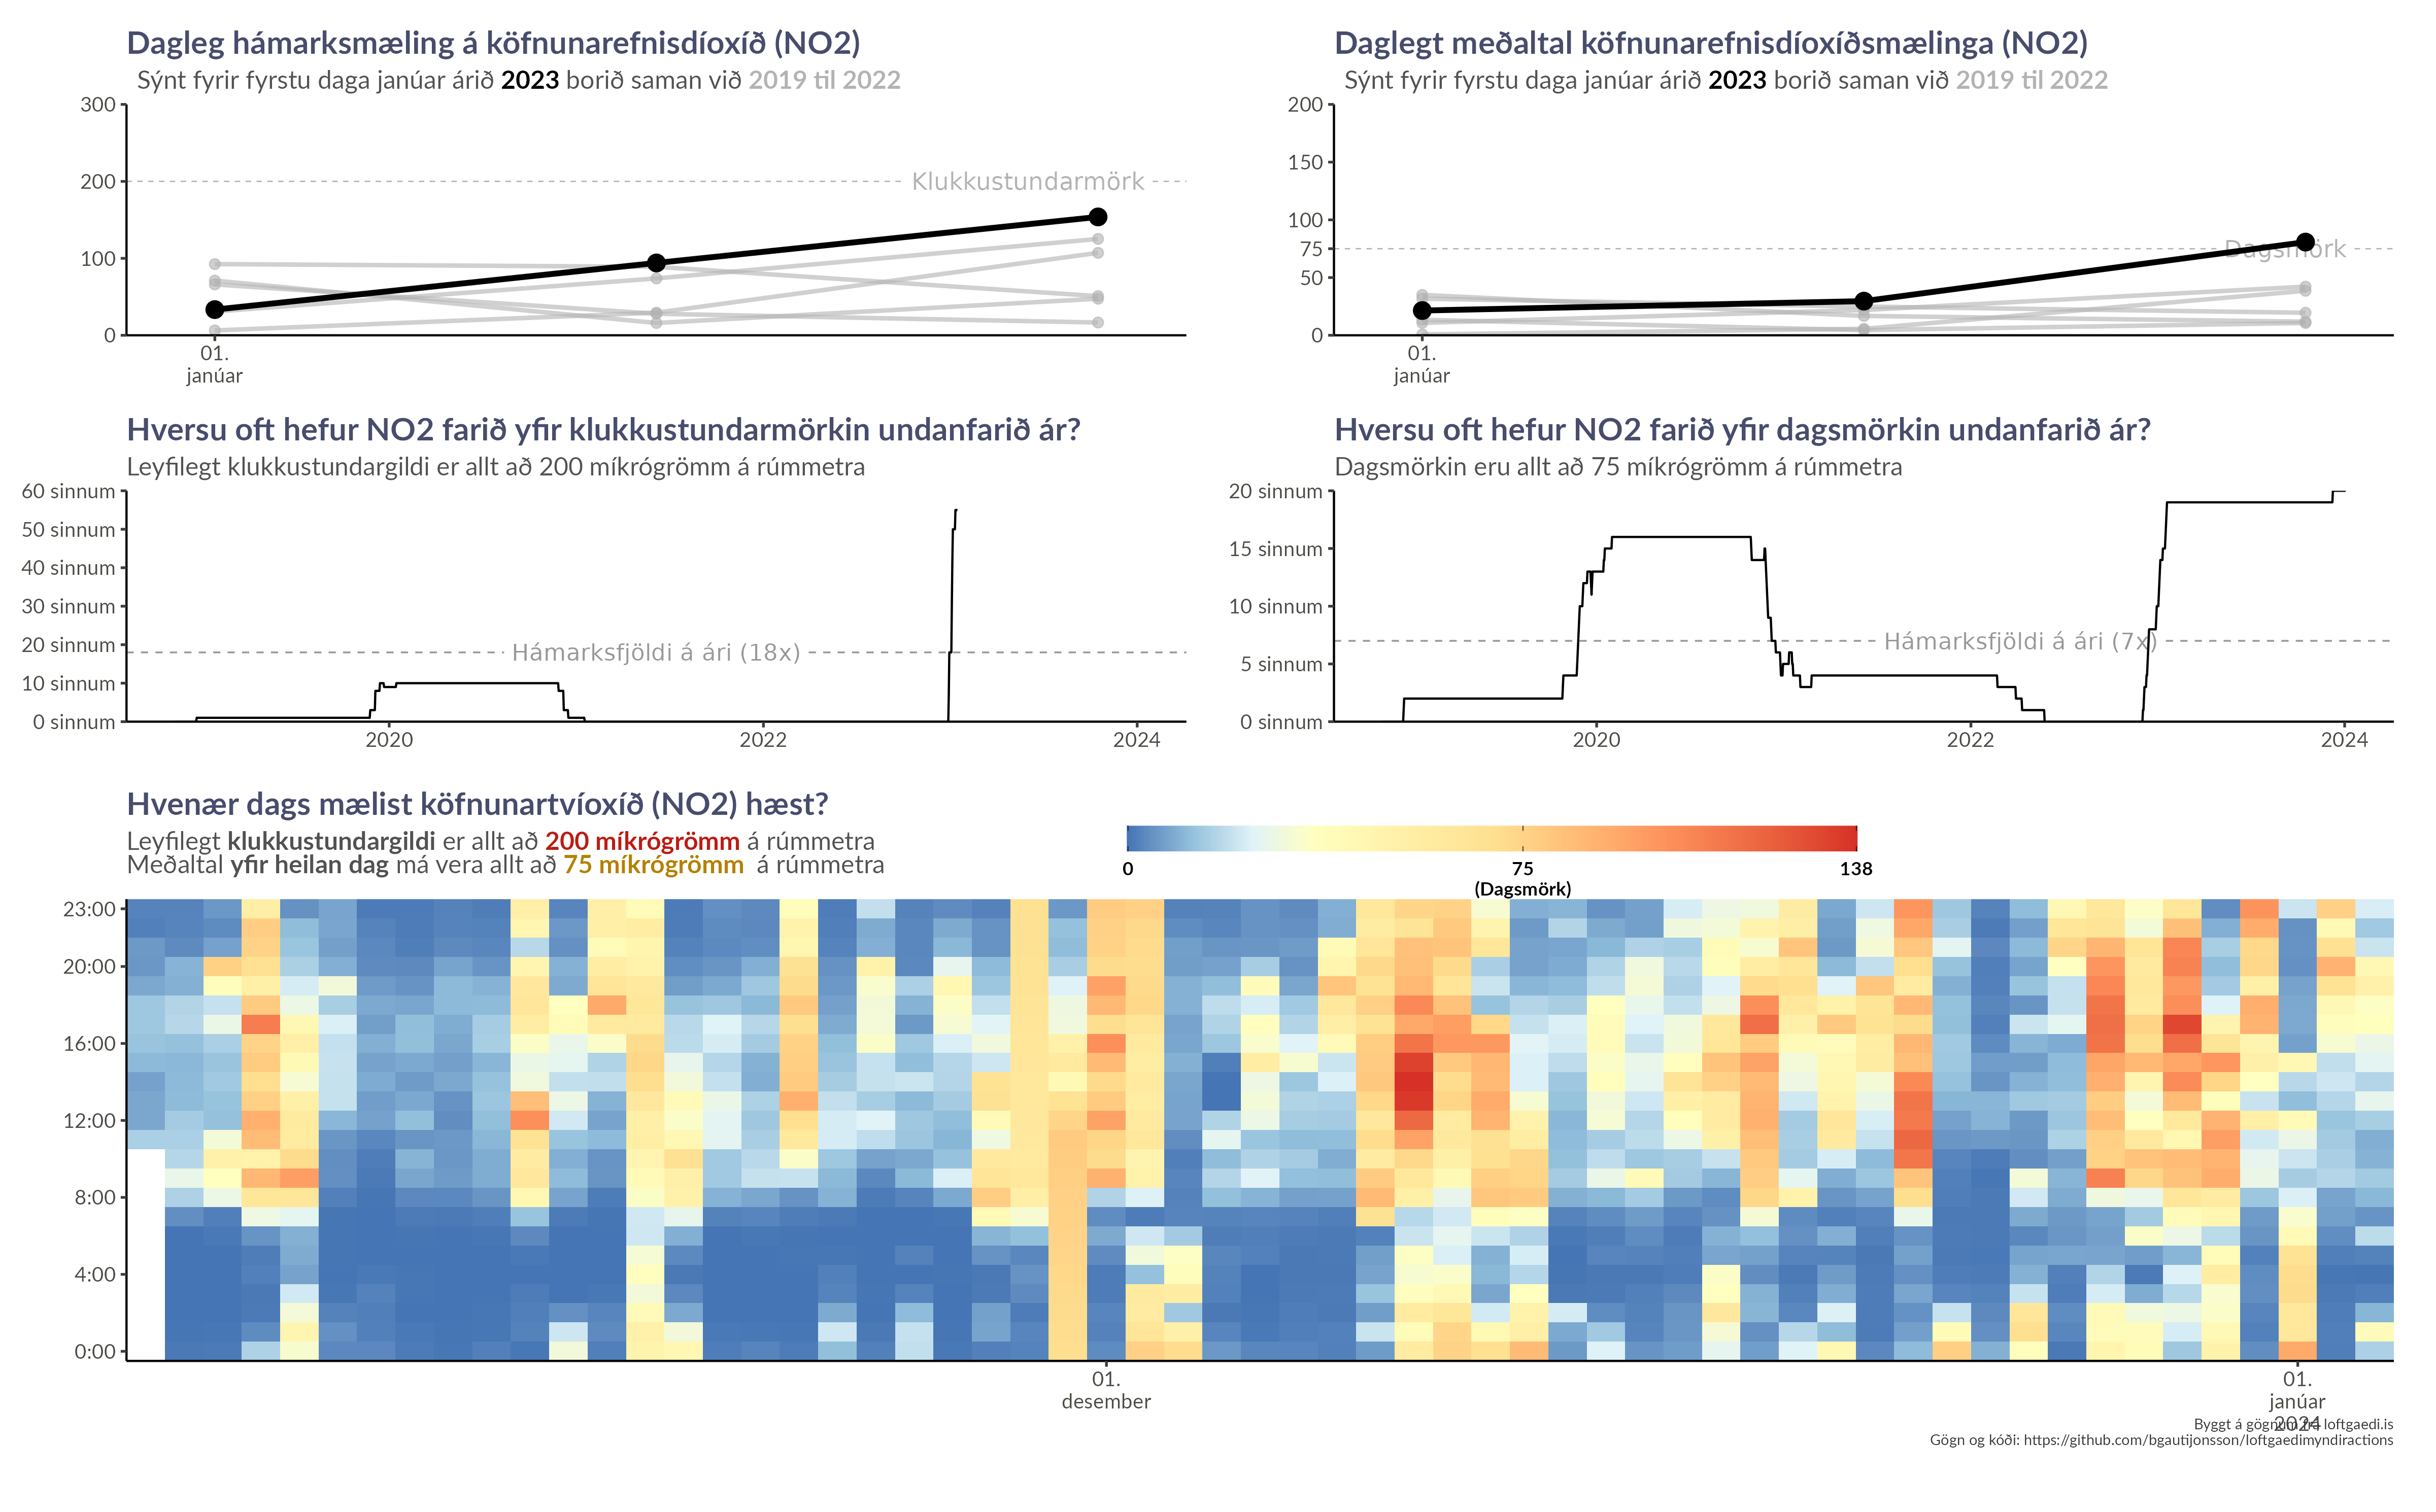 Dagleg hámarksmæling á köfnunarefnisdíoxíð (NO2)
Sýnt fyrir fyrstu daga janúar árið 2023 borið saman við 2019 til 2022
300
200
100
0
Klukkustundarmörk
01.
janúar
Daglegt meðaltal köfnunarefnisdíoxíðsmælinga (NO2)
Sýnt fyrir fyrstu daga janúar árið 2023 borið saman við 2019 til 2022
200
150
100
75
50
0
Dagsmörk
01.
janúar
Hversu oft hefur NO2 farið yfir klukkustundarmörkin undanfarið ár?
Leyfilegt klukkustundargildi er allt að 200 míkrógrömm á rúmmetra
60 sinnum
50 sinnum
40 sinnum
30 sinnum
20 sinnum
10 sinnum
0 sinnum
Hámarksfjöldi á ári (18x)
2020
2022
2024
Hversu oft hefur NO2 farið yfir dagsmörkin undanfarið ár?
Dagsmörkin eru allt að 75 míkrógrömm á rúmmetra
20 sinnum
15 sinnum
10 sinnum
5 sinnum
0 sinnum
Hámarksfjöldi á ári (7x)
2020
2022
2024
Hvenær dags mælist köfnunartvíoxíð (NO2) hæst?
Leyfilegt klukkustundargildi er allt að 200 míkrógrömm á rúmmetra
Meðaltal yfir heilan dag má vera allt að 75 míkrógrömm á rúmmetra
0
75
138
(Dagsmörk)
23:00
20:00
16:00
12:00
8:00
4:00
0:00
01.
desember
01.
janúar
2024
Byggt á gögnum frá loftgaedi.is
Gögn og kóði: https://github.com/bgautijonsson/loftgaedimyndiractions